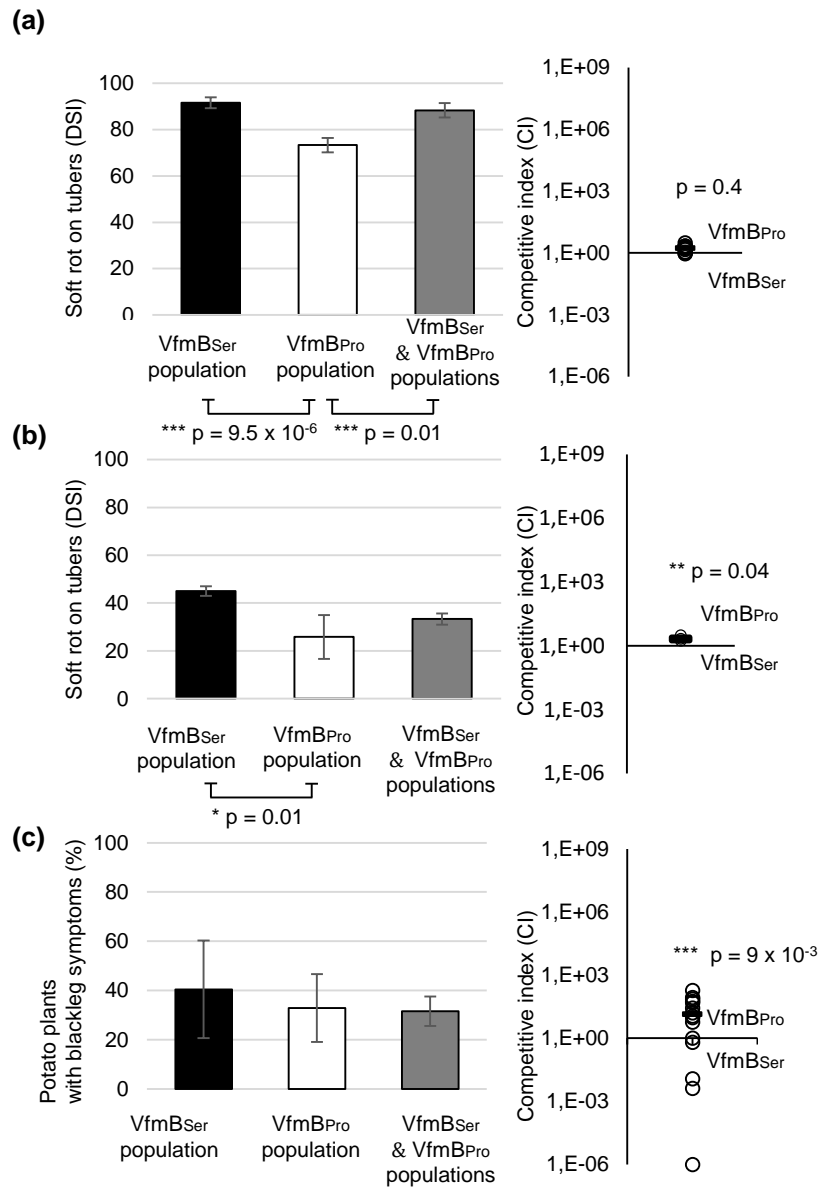 (a)
Soft rot on tubers (DSI)
100
80
60
40
20
0
VfmBSer
population
VfmBPro
population
VfmBSer
& VfmBPro
populations
*** p = 9.5 x 10-6
*** p = 0.01
Competitive index (CI)
1,E+09
1,E+06
1,E+03
1,E+00
1,E-03
1,E-06
p = 0.4
VfmBPro
VfmBSer
(b)
Soft rot on tubers (DSI)
100
80
60
40
20
0
VfmBSer
population
VfmBPro
population
VfmBSer
& VfmBPro
populations
* p = 0.01
Competitive index (CI)
1,E+09
1,E+06
1,E+03
1,E+00
1,E-03
1,E-06
** p = 0.04
VfmBPro
VfmBSer
(c)
Potato plants
with blackleg symptoms (%)
100
80
60
40
20
0
VfmBSer
population
VfmBPro
population
VfmBSer
& VfmBPro
populations
Competitive index (CI)
1,E+09
1,E+06
1,E+03
1,E+00
1,E-03
1,E-06
*** p = 9 x 10-3
VfmBPro
VfmBSer